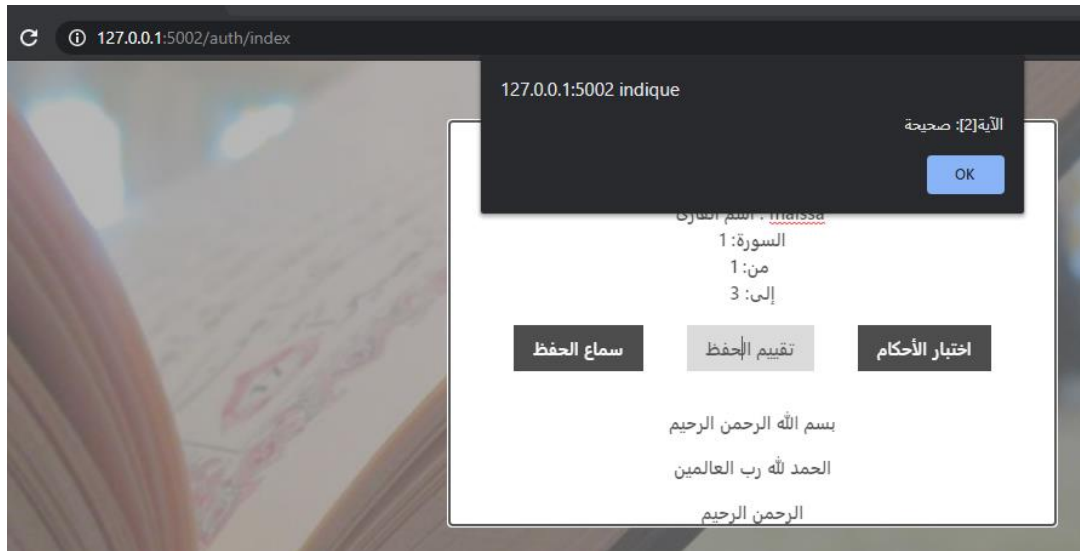 127.0.0.1:5002/auth/index
127.0.0.1:5002 indique
الآية[2]: صحيحة
OK
maissa : اسم القارئ
السورة: 1
من: 1
إلى: 3
اختبار الأحكام
تقييم الحفظ
سماع الحفظ
بسم الله الرحمن الرحيم
الحمد لله رب العالمين
الرحمن الرحيم